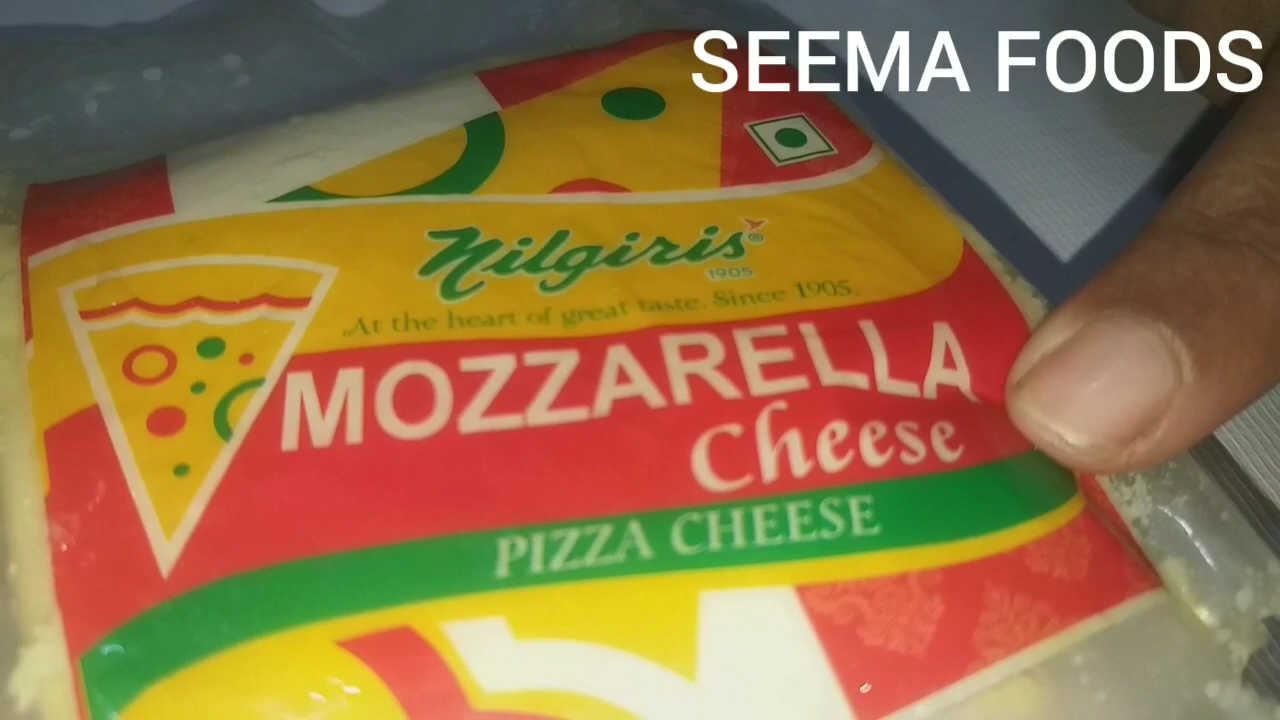 SEEMA FOODS
Nilgiris®
1905
At the heart of great taste. Since 1905.
MOZZARELLA
Cheese
PIZZA CHEESE